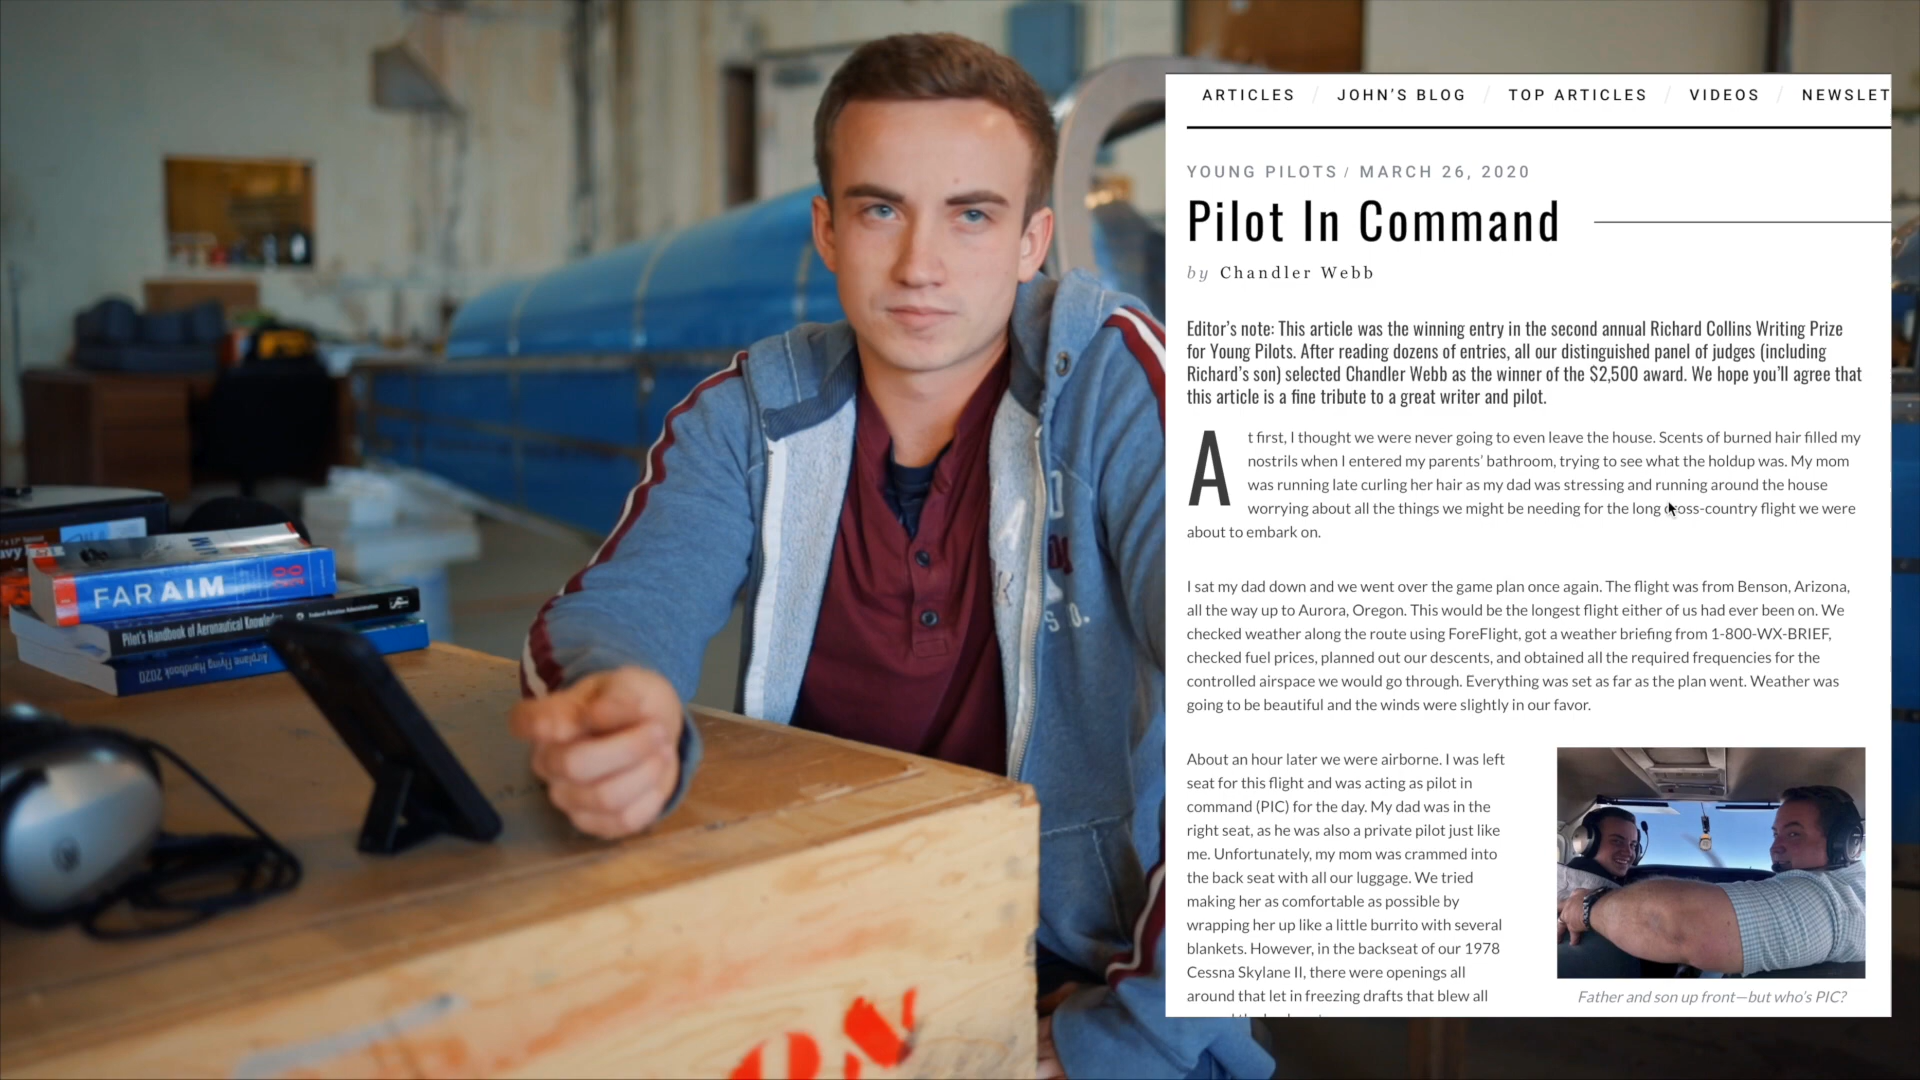 ARTICLES / JOHN'S BLOG / TOP ARTICLES / VIDEOS / NEWSLET
YOUNG PILOTS / MARCH 26, 2020
Pilot In Command
by Chandler Webb
Editor's note: This article was the winning entry in the second annual Richard Collins Writing Prize
for Young Pilots. After reading dozens of entries, all our distinguished panel of judges (including
Richard's son) selected Chandler Webb as the winner of the $2,500 award. We hope you'll agree that
this article is a fine tribute to a great writer and pilot.
At first, I thought we were never going to even leave the house. Scents of burned hair filled my
nostrils when I entered my parents' bathroom, trying to see what the holdup was. My mom
was running late curling her hair as my dad was stressing and running around the house
worrying about all the things we might be needing for the long cross-country flight we were
about to embark on.
I sat my dad down and we went over the game plan once again. The flight was from Benson, Arizona,
all the way up to Aurora, Oregon. This would be the longest flight either of us had ever been on. We
checked weather along the route using ForeFlight, got a weather briefing from 1-800-WX-BRIEF,
checked fuel prices, planned out our descents, and obtained all the required frequencies for the
controlled airspace we would go through. Everything was set as far as the plan went. Weather was
going to be beautiful and the winds were slightly in our favor.
About an hour later we were airborne. I was left
seat for this flight and was acting as pilot in
command (PIC) for the day. My dad was in the
right seat, as he was also a private pilot just like
me. Unfortunately, my mom was crammed into
the back seat with all our luggage. We tried
making her as comfortable as possible by
wrapping her up like a little burrito with several
blankets. However, in the backseat of our 1978
Cessna Skylane II, there were openings all
around that let in freezing drafts that blew all
Father and son up front—but who's PIC?
FAR AIM
Pilot's Handbook of Aeronautical Knowledge
Federal Aviation Administration
Airplane Flying Handbook 2020